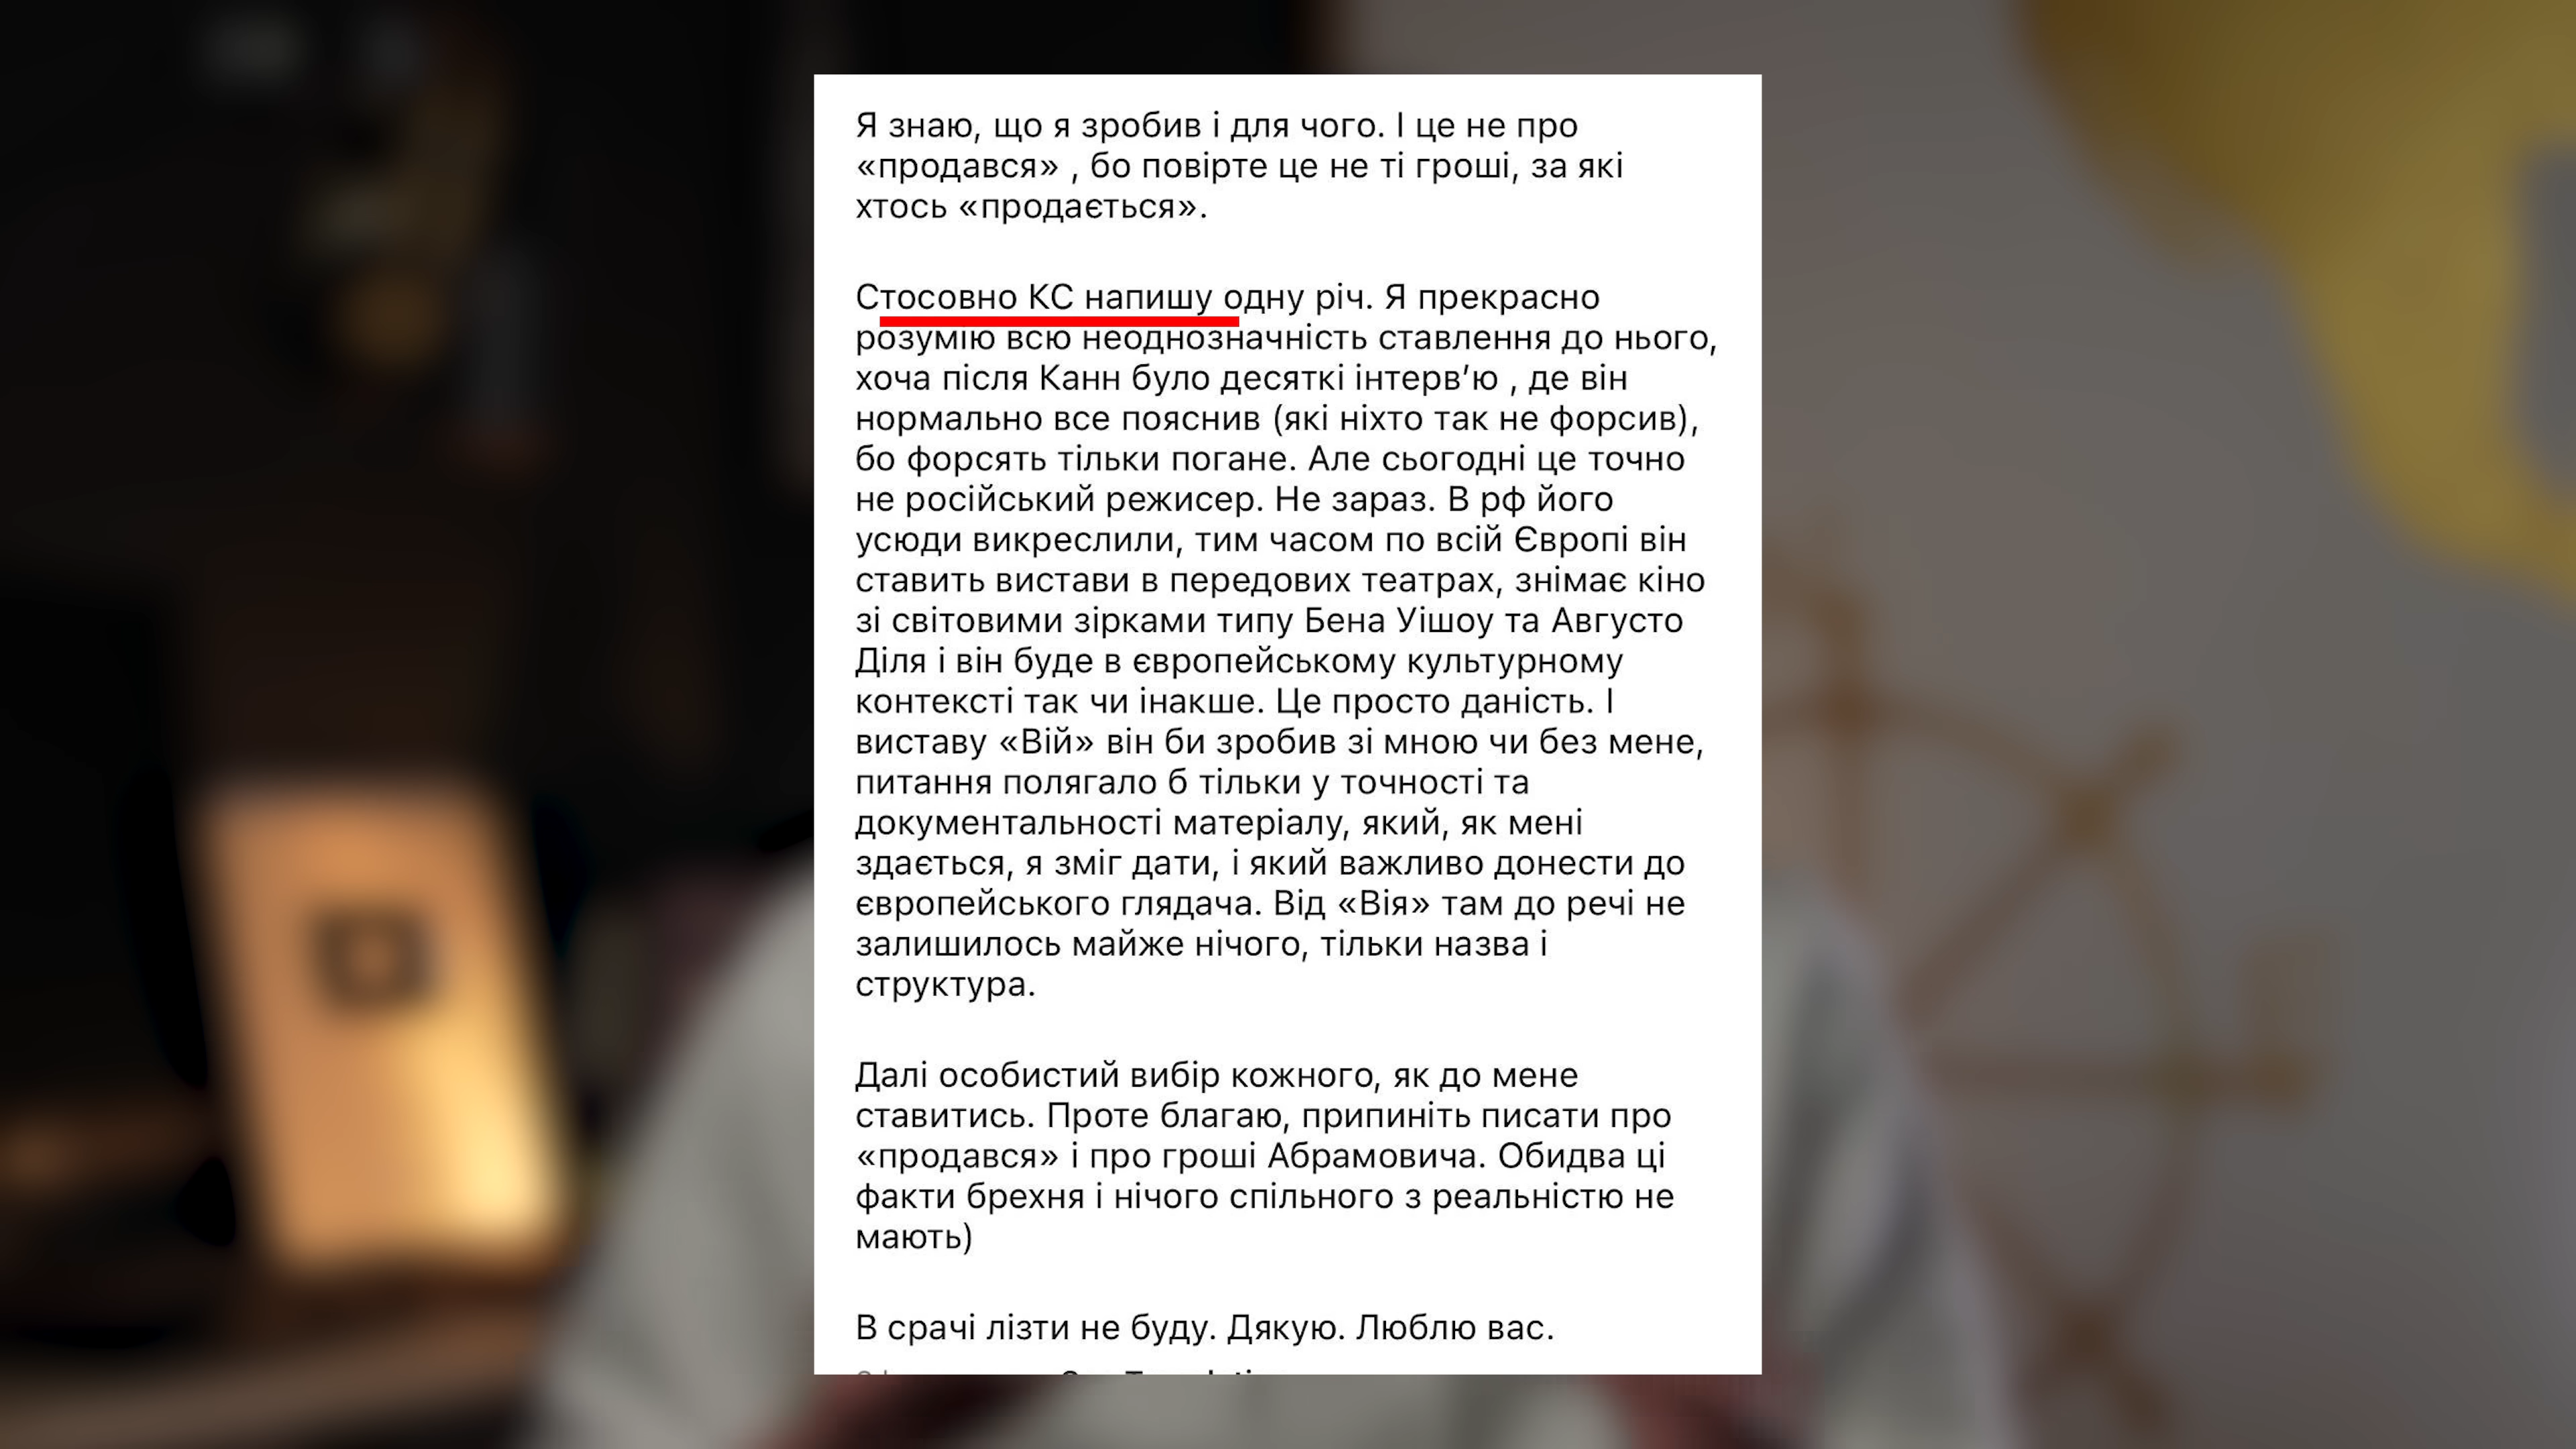 Я знаю, що я зробив і для чого. І це не про
«продався» , бо повірте це не ті гроші, за які
хтось «продається».
Стосовно КС напишу одну річ. Я прекрасно
розумію всю неоднозначність ставлення до нього,
хоча після Канн було десяткі інтерв’ю , де він
нормально все пояснив (які ніхто так не форсив),
бо форсять тільки погане. Але сьогодні це точно
не російський режисер. Не зараз. В рф його
усюди викреслили, тим часом по всій Європі він
ставить вистави в передових театрах, знімає кіно
зі світовими зірками типу Бена Уішоу та Августо
Діля і він буде в європейському культурному
контексті так чи інакше. Це просто даність. І
виставу «Вій» він би зробив зі мною чи без мене,
питання полягало б тільки у точності та
документальності матеріалу, який, як мені
здається, я зміг дати, і який важливо донести до
європейського глядача. Від «Вія» там до речі не
залишилось майже нічого, тільки назва і
структура.
Далі особистий вибір кожного, як до мене
ставитись. Проте благаю, припиніть писати про
«продався» і про гроші Абрамовича. Обидва ці
факти брехня і нічого спільного з реальністю не
мають)
В срачі лізти не буду. Дякую. Люблю вас.